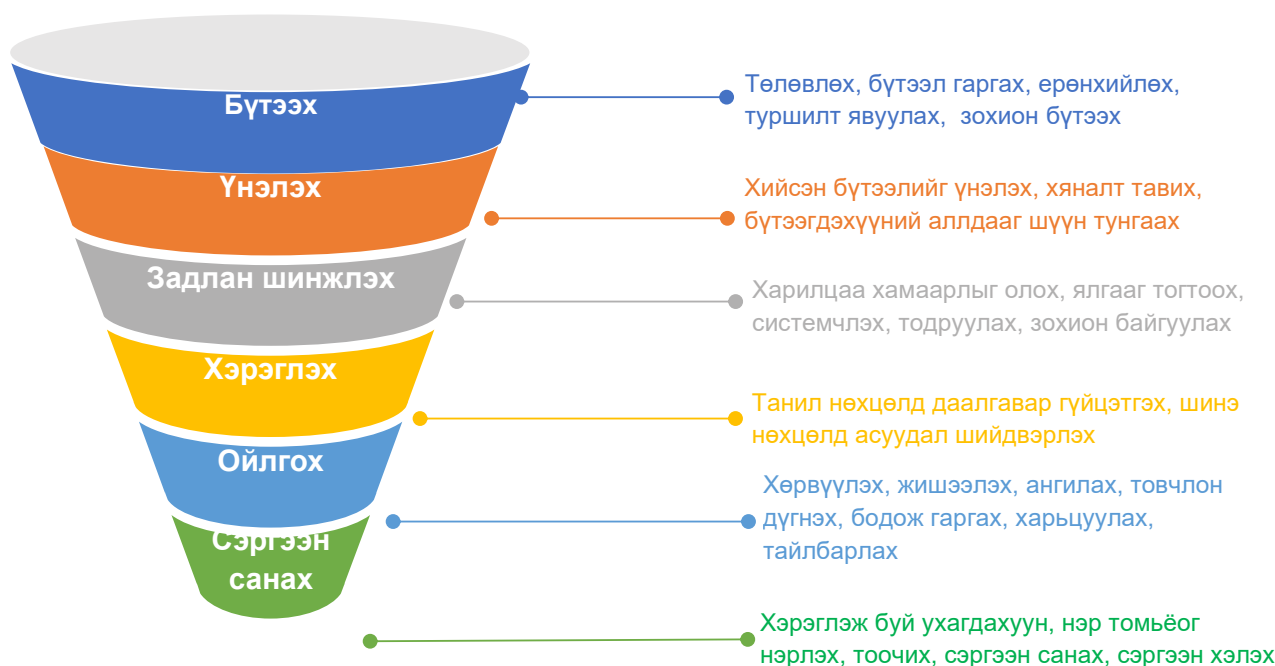 Бүтээх
Төлөвлөх, бүтээл гаргах, ерөнхийлөх,
туршилт явуулах,  зохион бүтээх
Үнэлэх
Хийсэн бүтээлийг үнэлэх, хяналт тавих,
бүтээгдэхүүний аллдааг шүүн тунгаах
Задлан шинжлэх
Харилцаа хамаарлыг олох, ялгааг тогтоох,
системчлэх, тодруулах, зохион байгуулах
Хэрэглэх
Танил нөхцөлд даалгавар гүйцэтгэх, шинэ
нөхцөлд асуудал шийдвэрлэх
Ойлгох
Хөрвүүлэх, жишээлэх, ангилах, товчлон
дүгнэх, бодож гаргах, харьцуулах,
тайлбарлах
Сэргээн
санах
Хэрэглэж буй ухагдахуун, нэр томьёог
нэрлэх, тоочих, сэргээн санах, сэргээн хэлэх